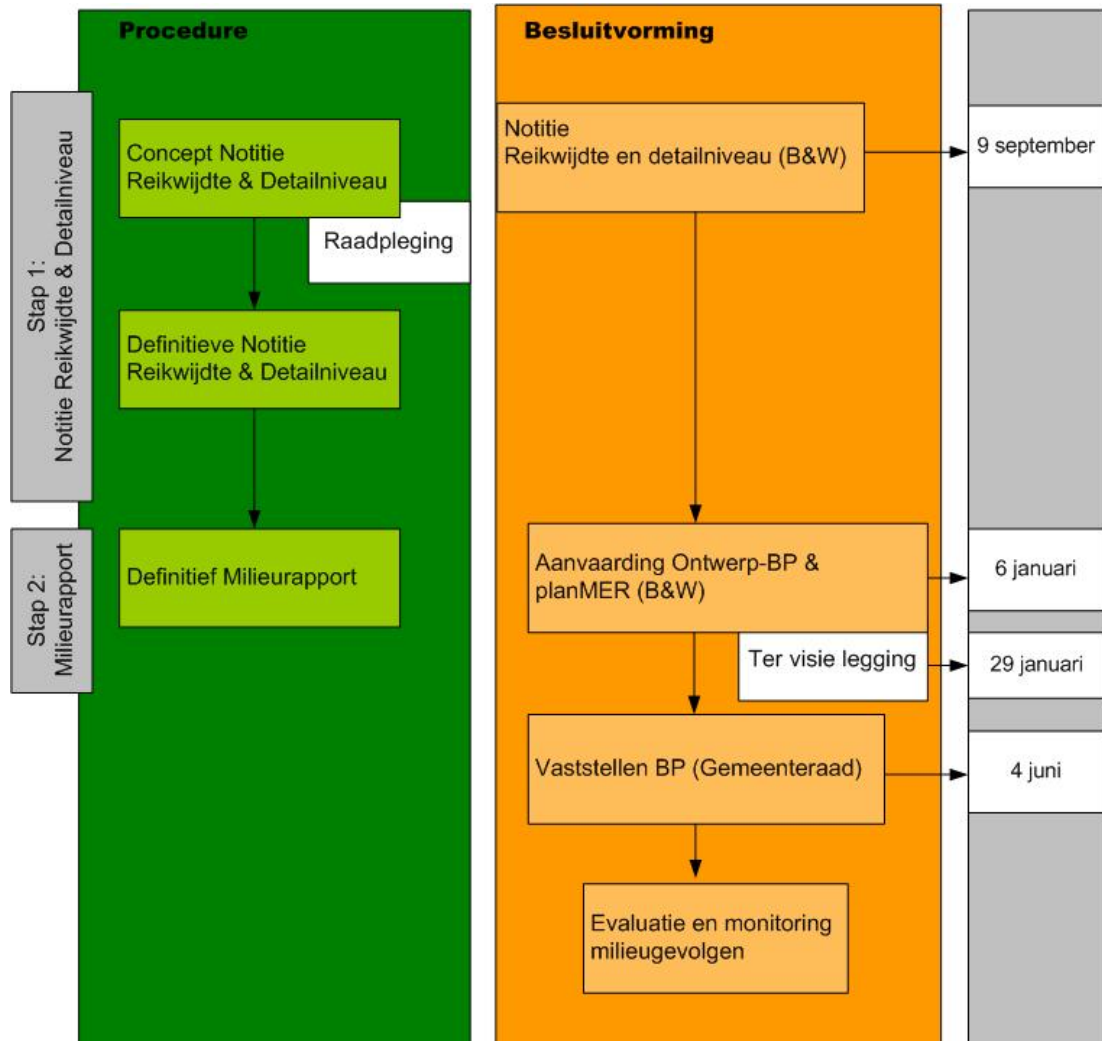 Procedure
Besluitvorming
Stap 1:
Notitie Reikwijdte & Detailniveau
Concept Notitie
Reikwijdte & Detailniveau
Raadpleging
Definitieve Notitie
Reikwijdte & Detailniveau
Stap 2:
Milieurapport
Definitief Milieurapport
Notitie
Reikwijdte en detailniveau (B&W)
9 september
Aanvaarding Ontwerp-BP &
planMER (B&W)
6 januari
Ter visie legging
29 januari
Vaststellen BP (Gemeenteraad)
4 juni
Evaluatie en monitoring
milieugevolgen